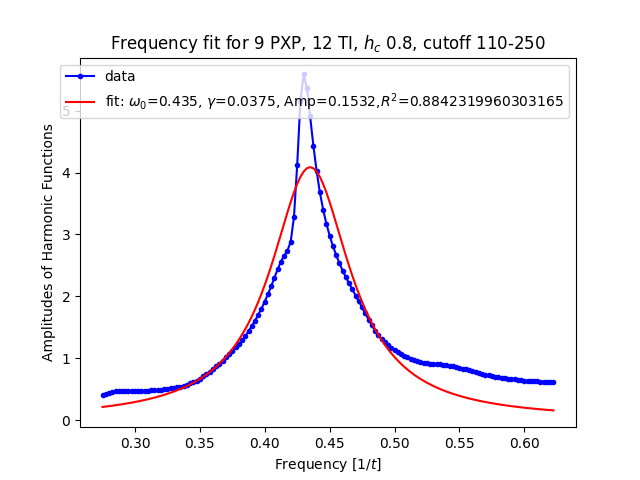 Frequency fit for 9 PXP, 12 TI, $h_c$ 0.8, cutoff 110-250
data
fit: $\omega_0$=0.435, $\gamma$=0.0375, Amp=0.1532,$R^2$=0.8842319960303165
Amplitudes of Harmonic Functions
5
4
3
2
1
0
0.30 0.35 0.40 0.45 0.50 0.55 0.60
Frequency [1/$t$]